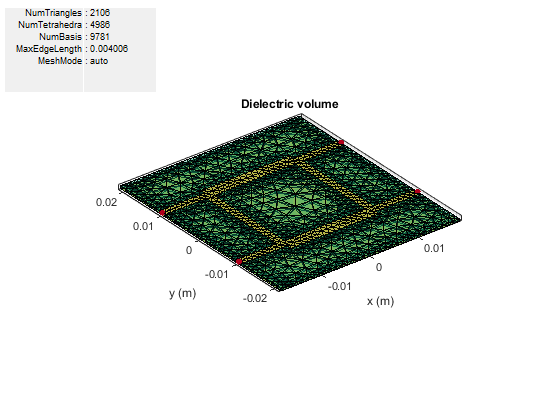 NumTriangles : 2106
NumTetrahedra : 4986
NumBasis : 9781
MaxEdgeLength : 0.004006
MeshMode : auto
Dielectric volume
0.02
0.01
0
-0.01
-0.02
y (m)
0.01
0
-0.01
x (m)